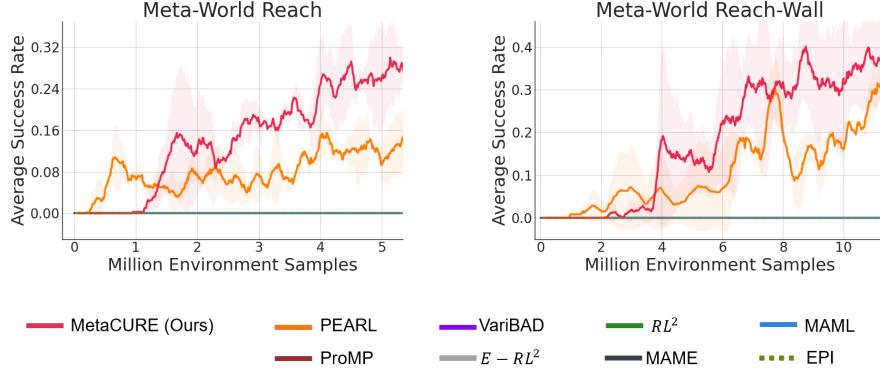 Meta-World Reach
Average Success Rate
0.32
0.24
0.16
0.08
0.00
0 1 2 3 4 5
Million Environment Samples
Meta-World Reach-Wall
Average Success Rate
0.4
0.3
0.2
0.1
0.0
0 2 4 6 8 10
Million Environment Samples
MetaCURE (Ours) PEARL VariBAD RL² MAML
ProMP E − RL² MAME EPI